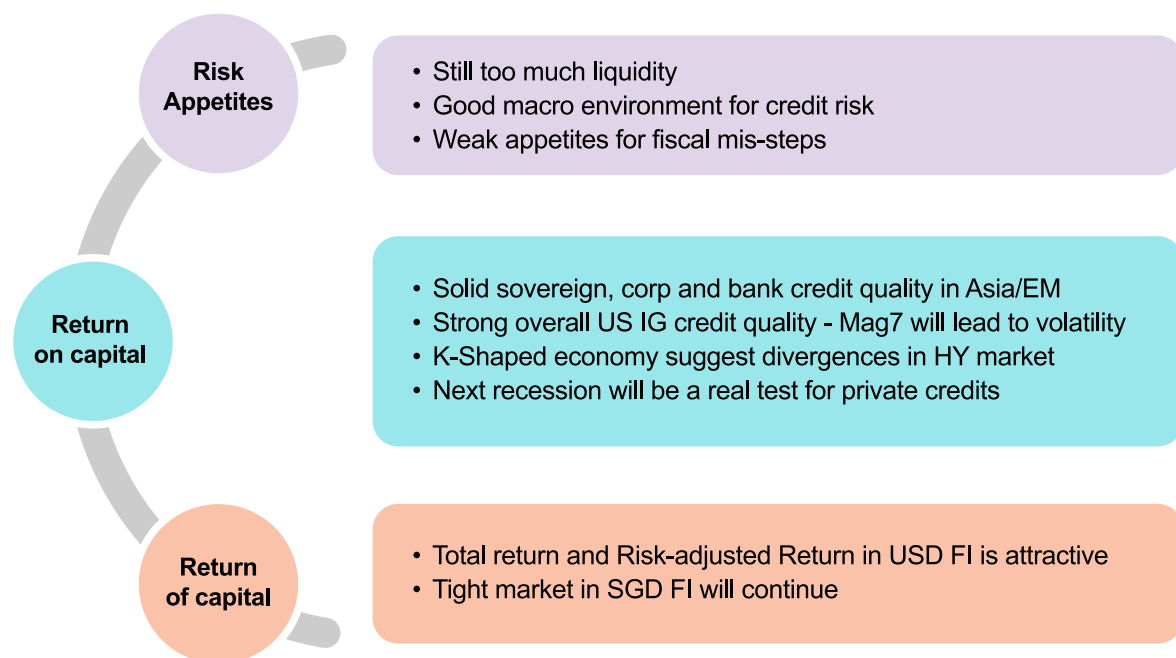 Risk
Appetites
• Still too much liquidity
• Good macro environment for credit risk
• Weak appetites for fiscal mis-steps
Return
on capital
• Solid sovereign, corp and bank credit quality in Asia/EM
• Strong overall US IG credit quality - Mag7 will lead to volatility
• K-Shaped economy suggest divergences in HY market
• Next recession will be a real test for private credits
Return
of capital
• Total return and Risk-adjusted Return in USD FI is attractive
• Tight market in SGD FI will continue